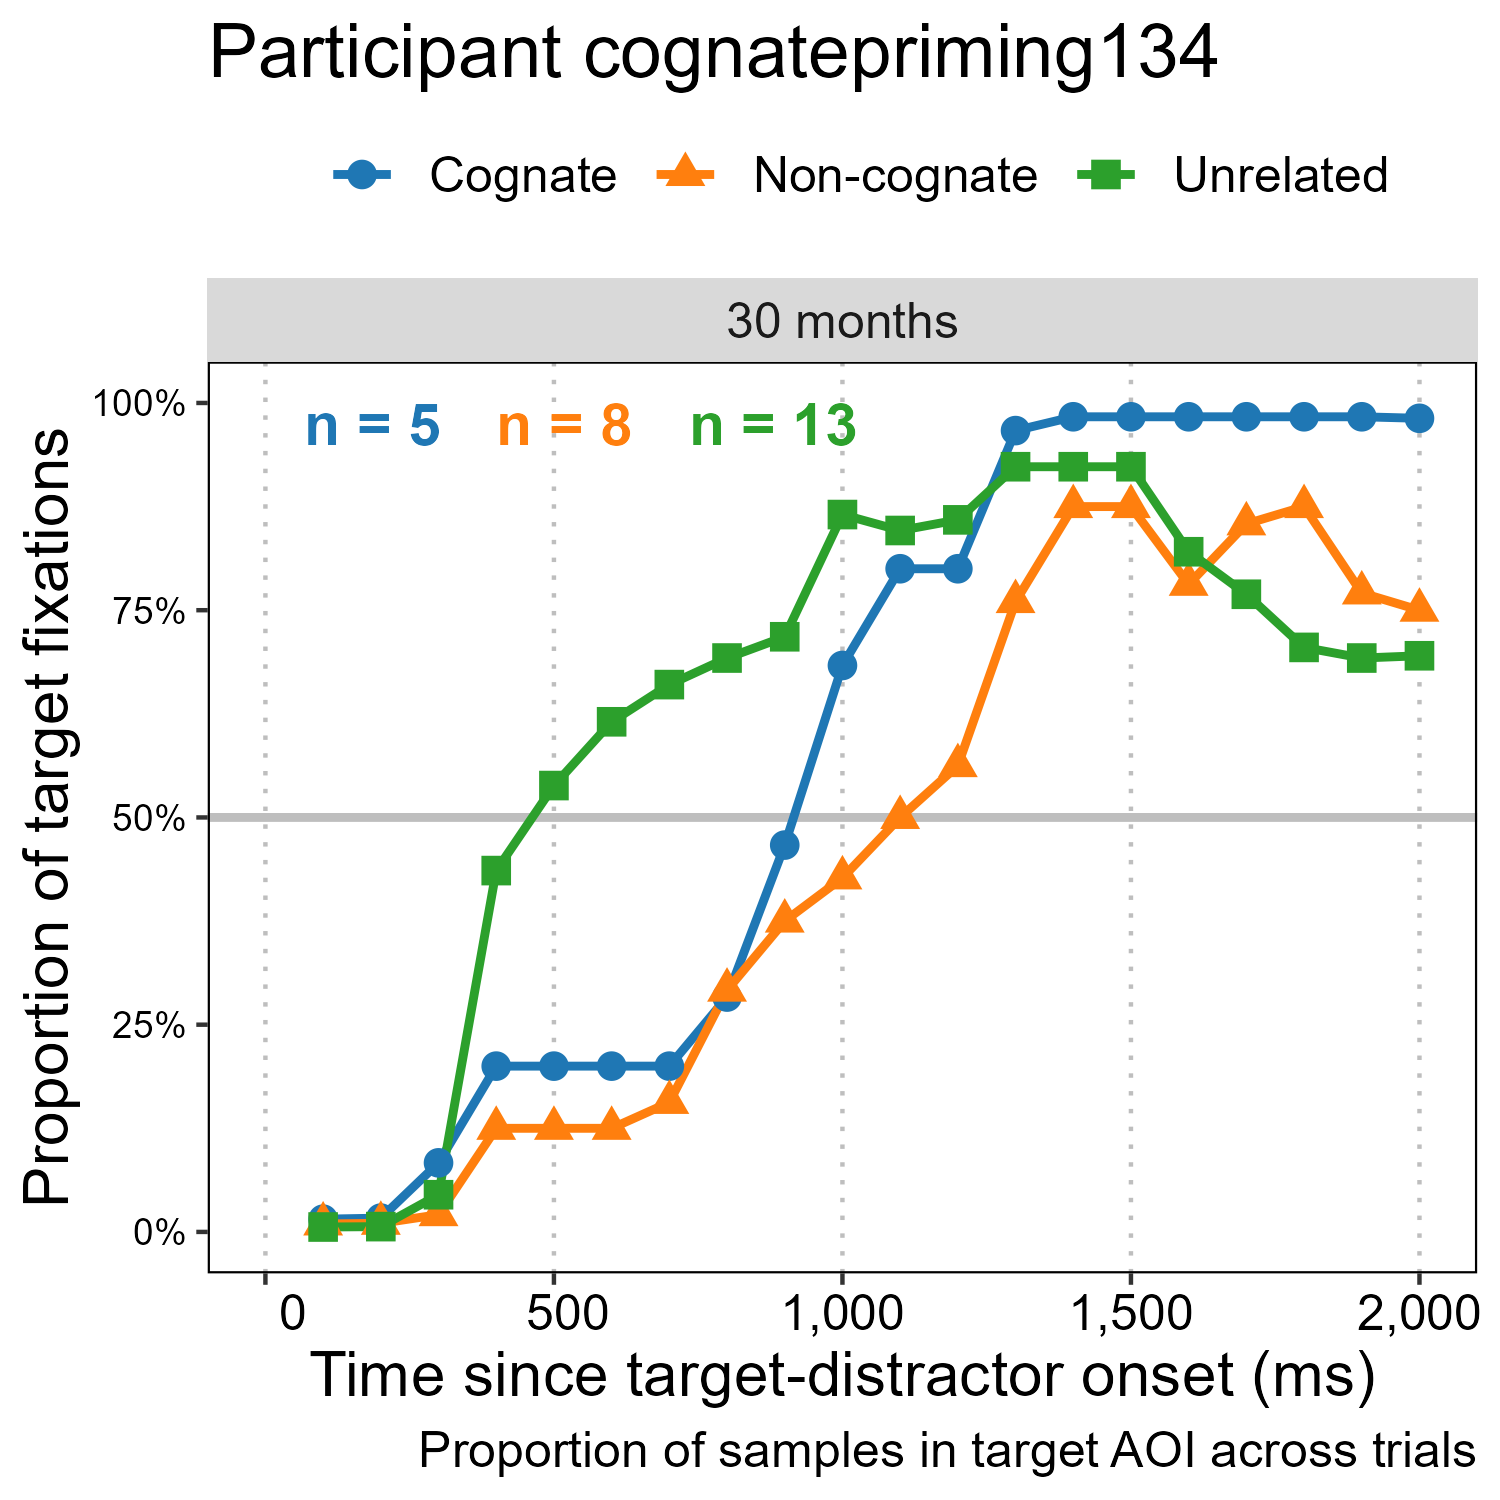 Participant cognatepriming134
Cognate Non-cognate Unrelated
30 months
n = 5 n = 8 n = 13
Proportion of target fixations
100%
75%
50%
25%
0%
0 500 1,000 1,500 2,000
Time since target-distractor onset (ms)
Proportion of samples in target AOI across trials